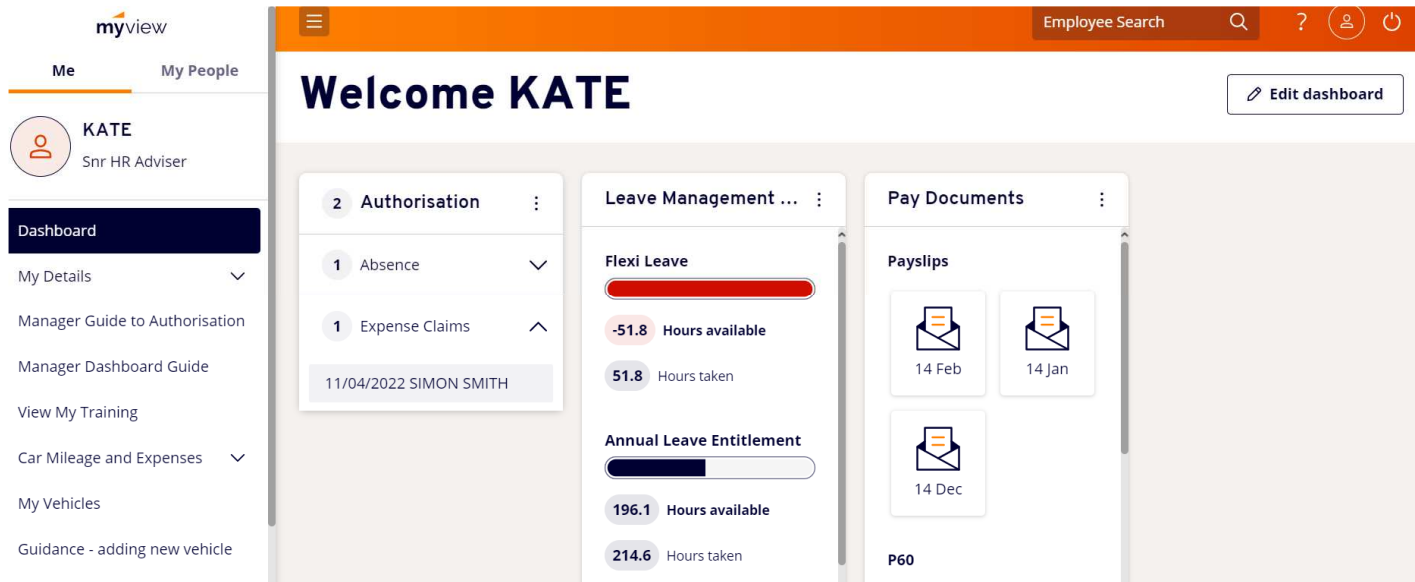 myview
Me
My People
KATE
Snr HR Adviser
Dashboard
My Details
Manager Guide to Authorisation
Manager Dashboard Guide
View My Training
Car Mileage and Expenses
My Vehicles
Guidance - adding new vehicle
Employee Search
?
Welcome KATE
Edit dashboard
2 Authorisation
1 Absence
1 Expense Claims
11/04/2022 SIMON SMITH
Leave Management ...
Flexi Leave
-51.8 Hours available
51.8 Hours taken
Annual Leave Entitlement
196.1 Hours available
214.6 Hours taken
Pay Documents
Payslips
14 Feb
14 Jan
14 Dec
P60